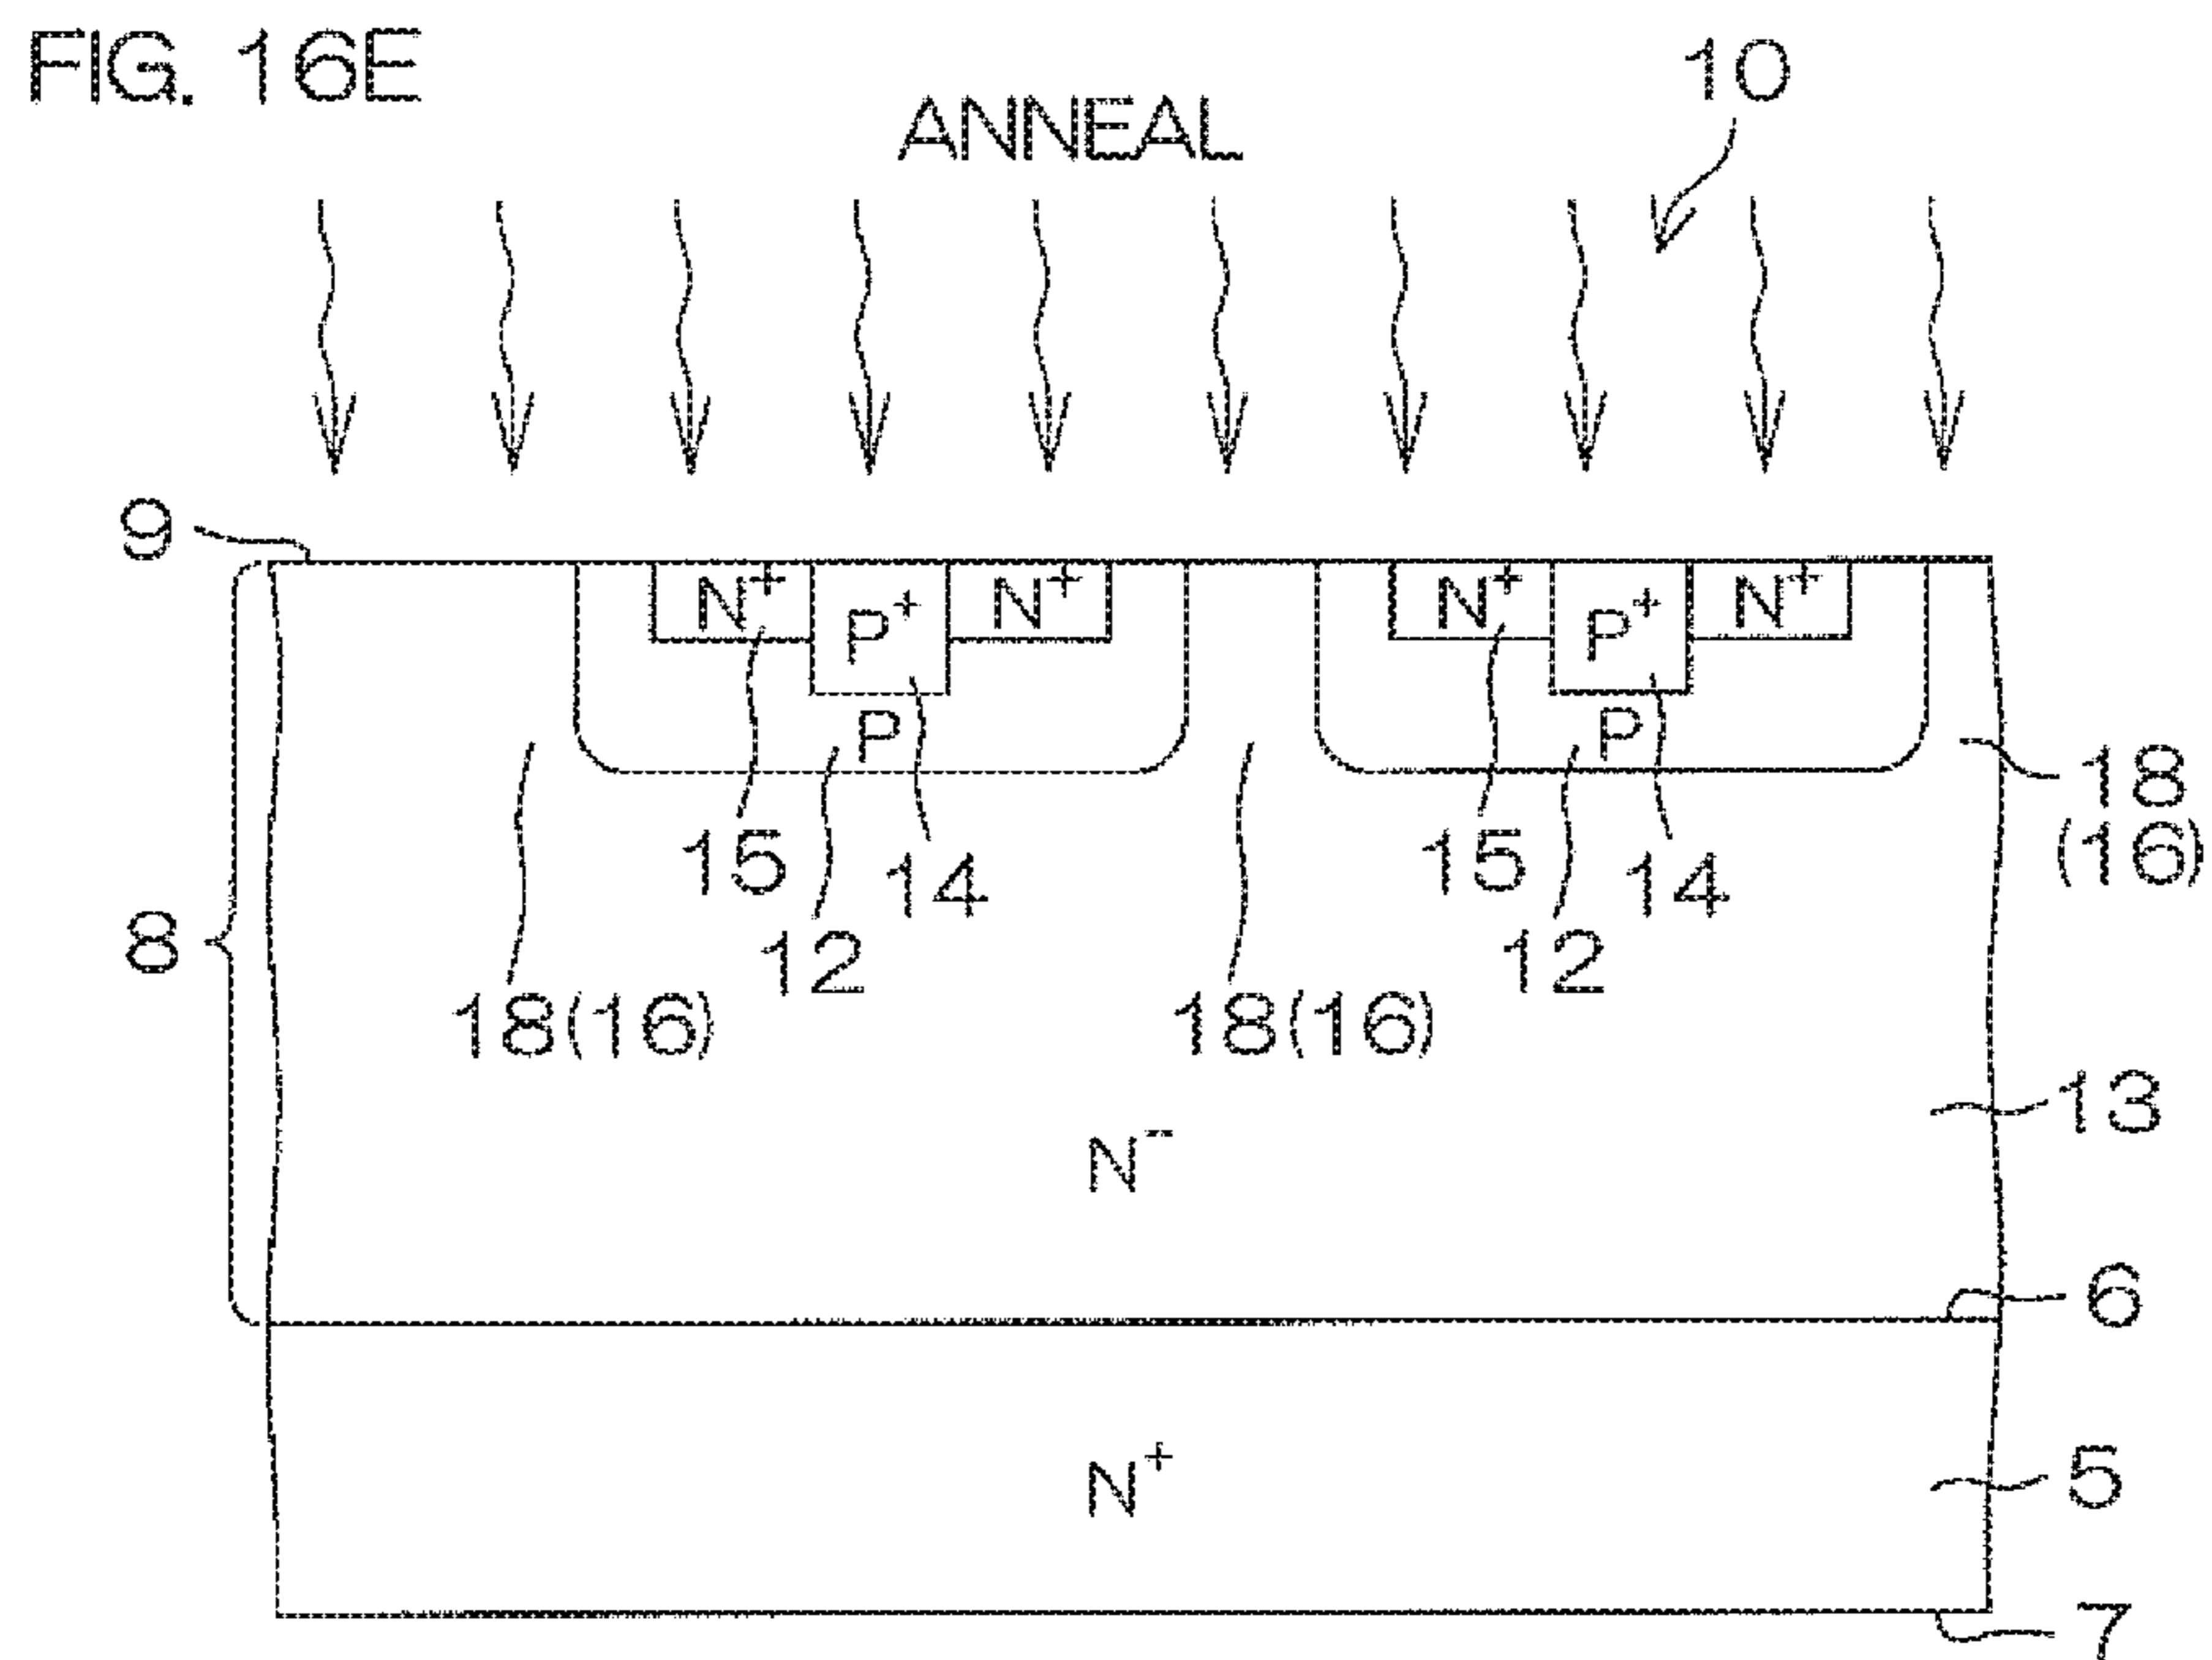 FIG. 16E
10
ANNEAL
9
N+ P+ N+ N+ P+ N+
P P
18
(16)
15 14 15 14
8
12 12
18(16) 18(16)
13
N−
6
N+
5
7